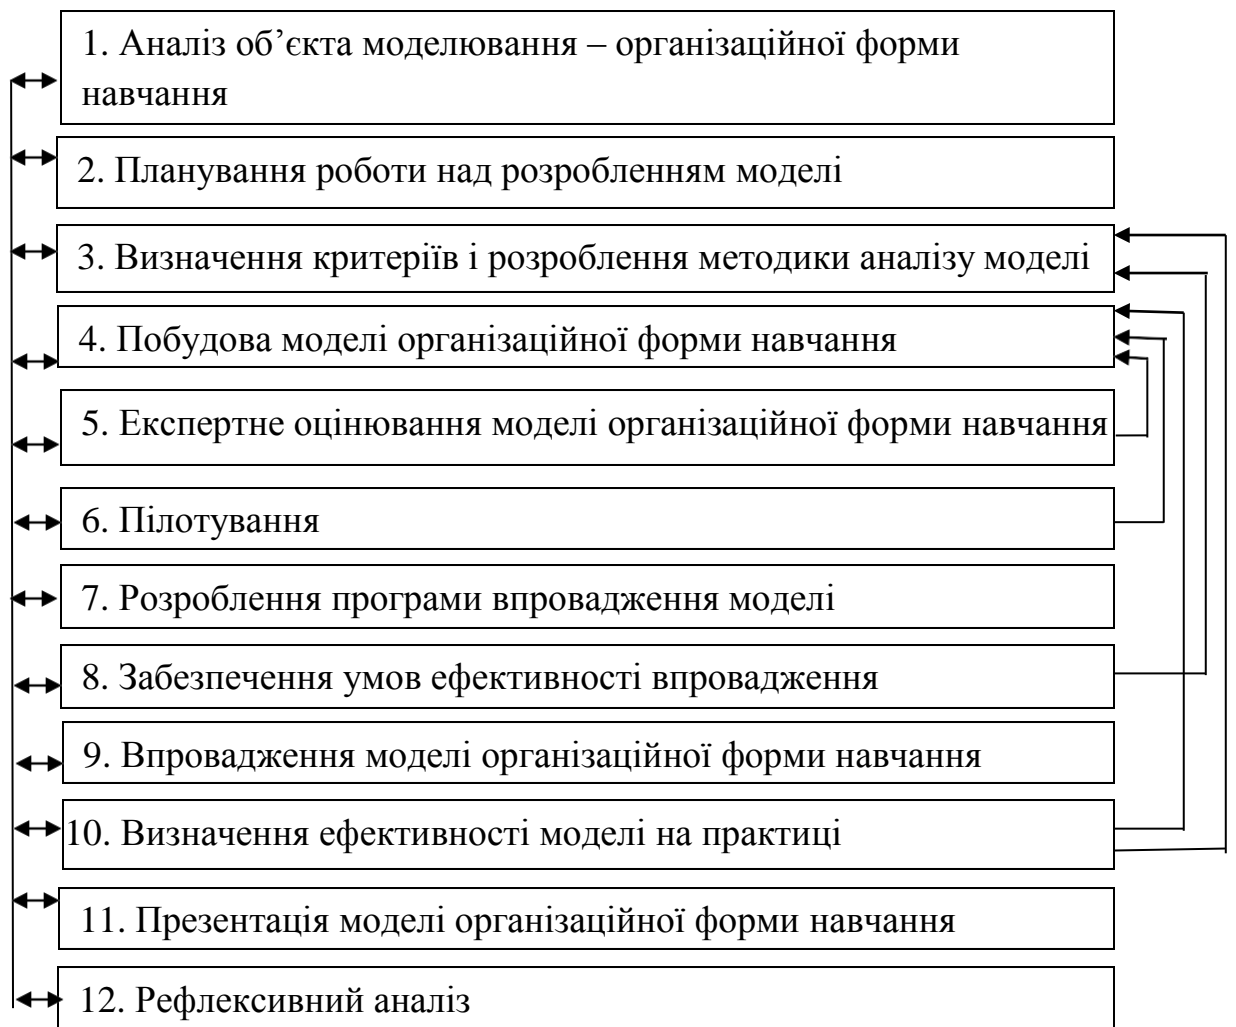 1. Аналіз об’єкта моделювання – організаційної форми
навчання
2. Планування роботи над розробленням моделі
3. Визначення критеріїв і розроблення методики аналізу моделі
4. Побудова моделі організаційної форми навчання
5. Експертне оцінювання моделі організаційної форми навчання
6. Пілотування
7. Розроблення програми впровадження моделі
8. Забезпечення умов ефективності впровадження
9. Впровадження моделі організаційної форми навчання
10. Визначення ефективності моделі на практиці
11. Презентація моделі організаційної форми навчання
12. Рефлексивний аналіз